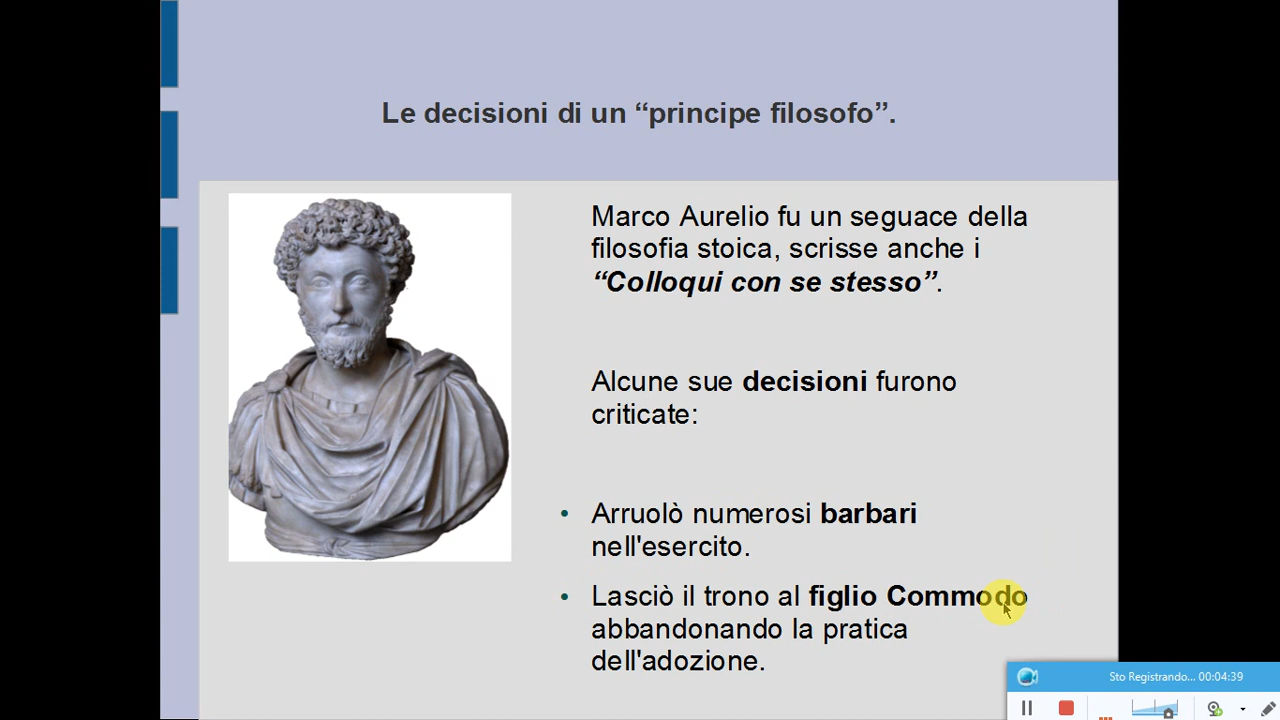 Le decisioni di un “principe filosofo”.
Marco Aurelio fu un seguace della
filosofia stoica, scrisse anche i
“Colloqui con se stesso”.
Alcune sue decisioni furono
criticate:
• Arruolò numerosi barbari
nell'esercito.
• Lasciò il trono al figlio Commodo
abbandonando la pratica
dell'adozione.
Sto Registrando... 00:04:39